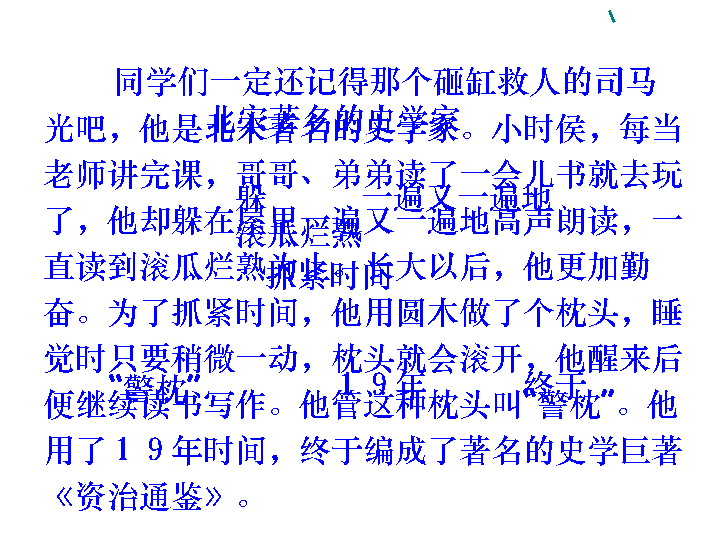 同学们一定还记得那个砸缸救人的司马
光吧，他是北宋著名的史学家。小时侯，每当
北宋著名的史学家
老师讲完课，哥哥、弟弟读了一会儿书就去玩
躲 一遍又一遍地
了，他却躲在屋里一遍又一遍地高声朗读，一
滚瓜烂熟
直读到滚瓜烂熟为止。长大以后，他更加勤
抓紧时间
奋。为了抓紧时间，他用圆木做了个枕头，睡
觉时只要稍微一动，枕头就会滚开，他醒来后
“警枕” １９年 终于
便继续读书写作。他管这种枕头叫“警枕”。他
用了１９年时间，终于编成了著名的史学巨著
《资治通鉴》。